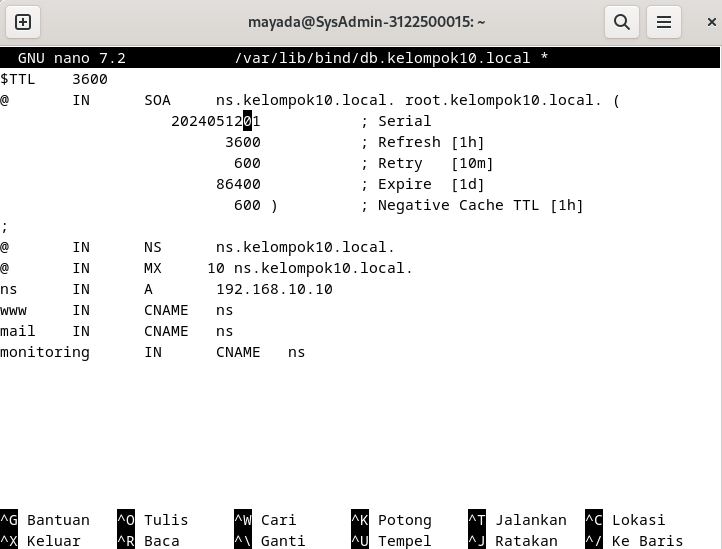 mayada@SysAdmin-3122500015: ~
GNU nano 7.2 /var/lib/bind/db.kelompok10.local *
$TTL 3600
@ IN SOA ns.kelompok10.local. root.kelompok10.local. (
2024051201 ; Serial
3600 ; Refresh [1h]
600 ; Retry [10m]
86400 ; Expire [1d]
600 ) ; Negative Cache TTL [1h]
;
@ IN NS ns.kelompok10.local.
@ IN MX 10 ns.kelompok10.local.
ns IN A 192.168.10.10
www IN CNAME ns
mail IN CNAME ns
monitoring IN CNAME ns
^G Bantuan ^O Tulis ^W Cari ^K Potong ^T Jalankan ^C Lokasi
^X Keluar ^R Baca ^\ Ganti ^U Tempel ^J Ratakan ^/ Ke Baris